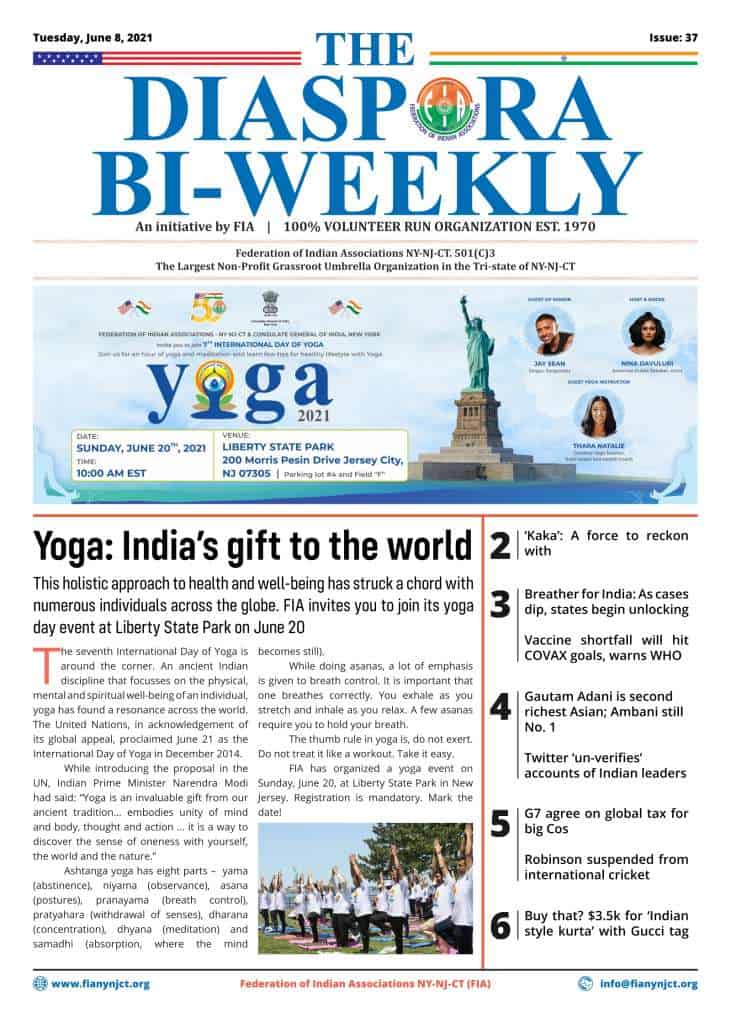 Tuesday, June 8, 2021
Issue: 37
THE
DIASPORA
FIA
FEDERATION OF INDIAN ASSOCIATIONS
BI-WEEKLY
An initiative by FIA | 100% VOLUNTEER RUN ORGANIZATION EST. 1970
Federation of Indian Associations NY-NJ-CT. 501(C)3
The Largest Non-Profit Grassroot Umbrella Organization in the Tri-state of NY-NJ-CT
FEDERATION OF INDIAN ASSOCIATIONS - NY-NJ-CT & CONSULATE GENERAL OF INDIA, NEW YORK
Invite you to join 7TH INTERNATIONAL DAY OF YOGA
Join us for an hour of yoga and meditation and learn few tips for healthy lifestyle with Yoga
yoga
2021
DATE:
SUNDAY, JUNE 20TH, 2021
TIME:
10:00 AM EST
VENUE:
LIBERTY STATE PARK
200 Morris Pesin Drive Jersey City,
NJ 07305 | Parking lot #4 and Field "F"
GUEST OF HONOR
JAY SEAN
Singer, Songwriter
HOST & EMCEE
NINA DAVULURI
GUEST YOGA INSTRUCTOR
THARA NATALIE
Yoga: India's gift to the world
This holistic approach to health and well-being has struck a chord with
numerous individuals across the globe. FIA invites you to join its yoga
day event at Liberty State Park on June 20
The seventh International Day of Yoga is
around the corner. An ancient Indian
discipline that focusses on the physical,
mental and spiritual well-being of an individual,
yoga has found a resonance across the world.
The United Nations, in acknowledgement of
its global appeal, proclaimed June 21 as the
International Day of Yoga in December 2014.
While introducing the proposal in the
UN, Indian Prime Minister Narendra Modi
had said: "Yoga is an invaluable gift from our
ancient tradition... embodies unity of mind
and body, thought and action ... it is a way to
discover the sense of oneness with yourself,
the world and the nature."
Ashtanga yoga has eight parts – yama
(abstinence), niyama (observance), asana
(postures), pranayama (breath control),
pratyahara (withdrawal of senses), dharana
(concentration), dhyana (meditation) and
samadhi (absorption, where the mind
becomes still).
While doing asanas, a lot of emphasis
is given to breath control. It is important that
one breathes correctly. You exhale as you
stretch and inhale as you relax. A few asanas
require you to hold your breath.
The thumb rule in yoga is, do not exert.
Do not treat it like a workout. Take it easy.
FIA has organized a yoga event on
Sunday, June 20, at Liberty State Park in New
Jersey. Registration is mandatory. Mark the
date!
2
'Kaka': A force to reckon
with
3
Breather for India: As cases
dip, states begin unlocking
Vaccine shortfall will hit
COVAX goals, warns WHO
4
Gautam Adani is second
richest Asian; Ambani still
No. 1
Twitter 'un-verifies'
accounts of Indian leaders
5
G7 agree on global tax for
big Cos
Robinson suspended from
international cricket
6
Buy that? $3.5k for 'Indian
style kurta' with Gucci tag
www.fianynjct.org
Federation of Indian Associations NY-NJ-CT (FIA)
info@fianynjct.org